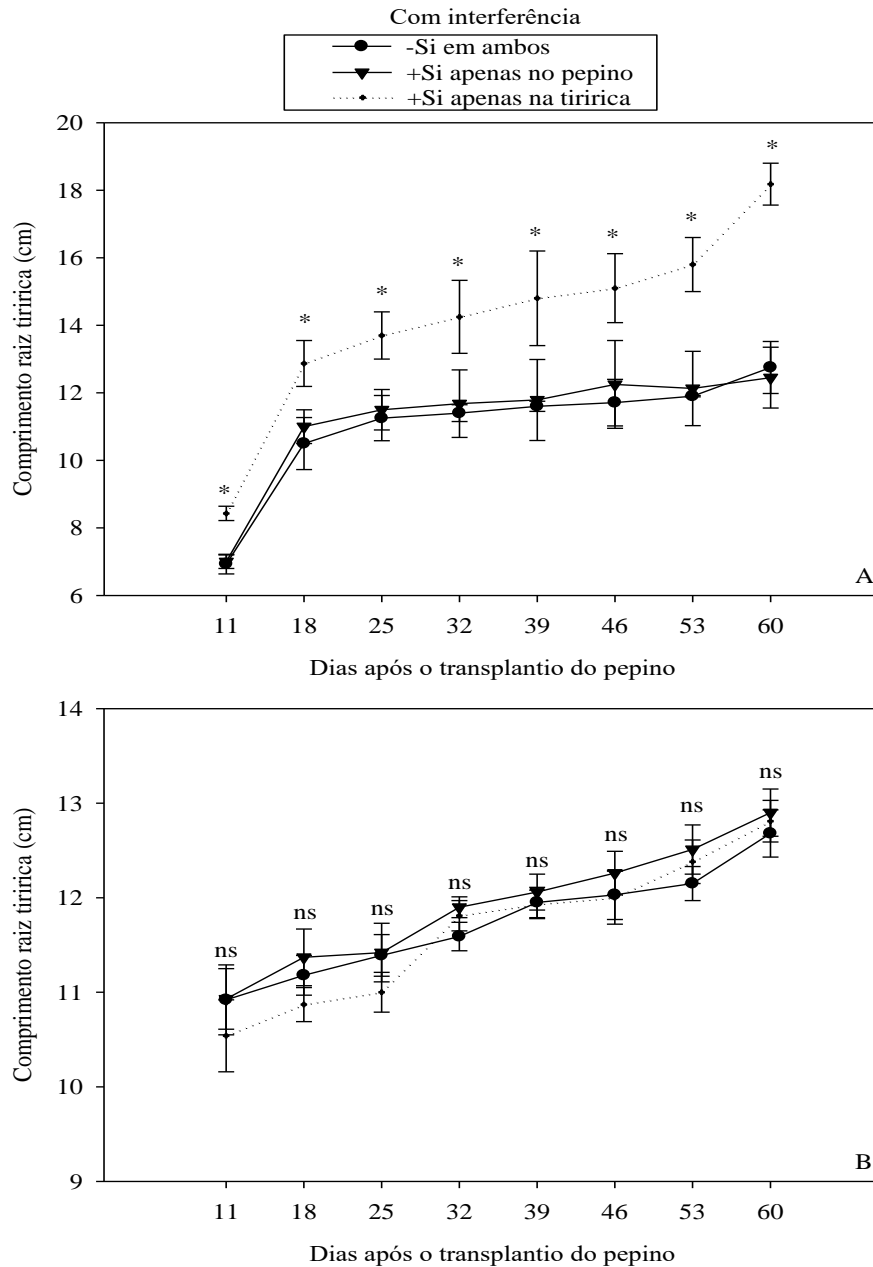 Com interferência
-Si em ambos
+Si apenas no pepino
+Si apenas na tiririca
20
18
16
14
12
10
8
6
Comprimento raiz tiririca (cm)
* * * * * * * *
A
11 18 25 32 39 46 53 60
Dias após o transplantio do pepino
14
13
12
11
10
9
Comprimento raiz tiririca (cm)
ns ns ns ns ns ns ns ns
B
11 18 25 32 39 46 53 60
Dias após o transplantio do pepino